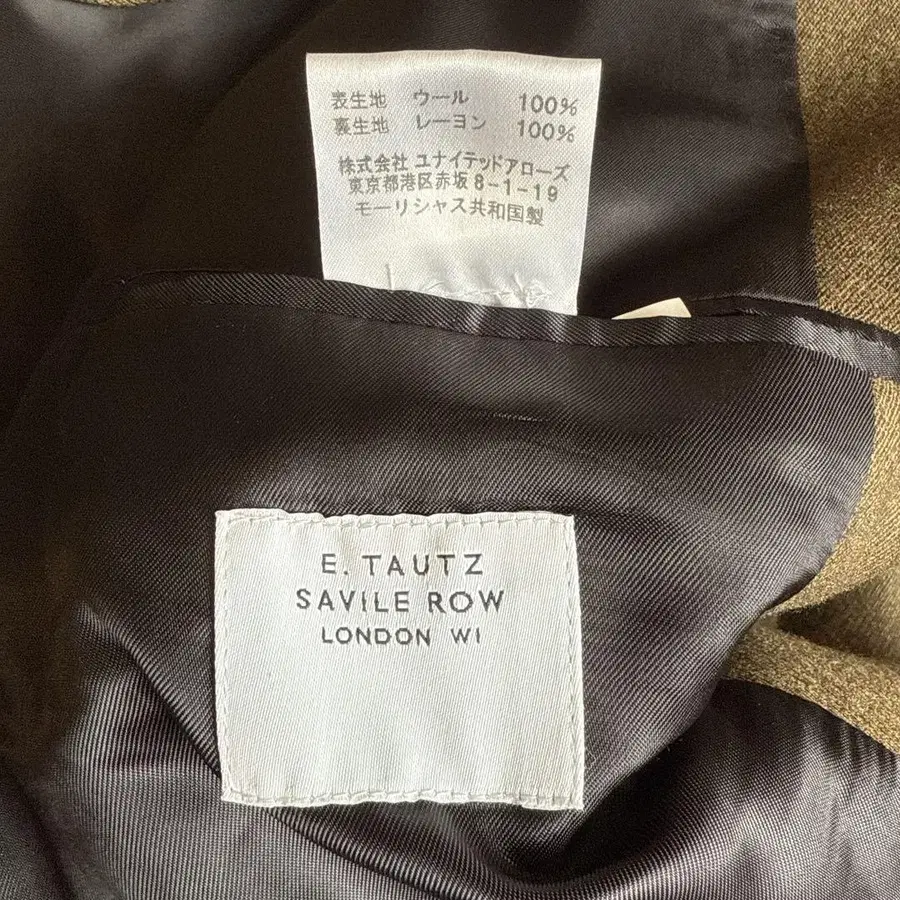 表生地 ウール 100%
裏生地 レーヨン 100%
株式会社 ユナイテッドアローズ
東京都港区赤坂8-1-19
モーリシャス共和国製
E. TAUTZ
SAVILE ROW
LONDON W1